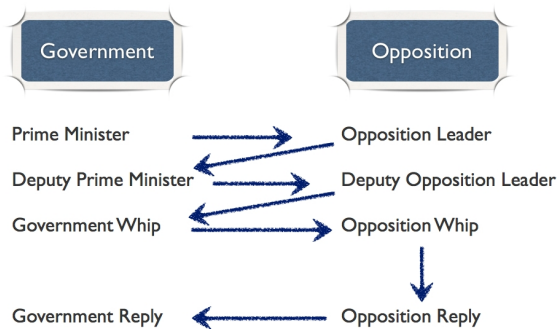 Government
Opposition
Prime Minister
Opposition Leader
Deputy Prime Minister
Deputy Opposition Leader
Government Whip
Opposition Whip
Government Reply
Opposition Reply